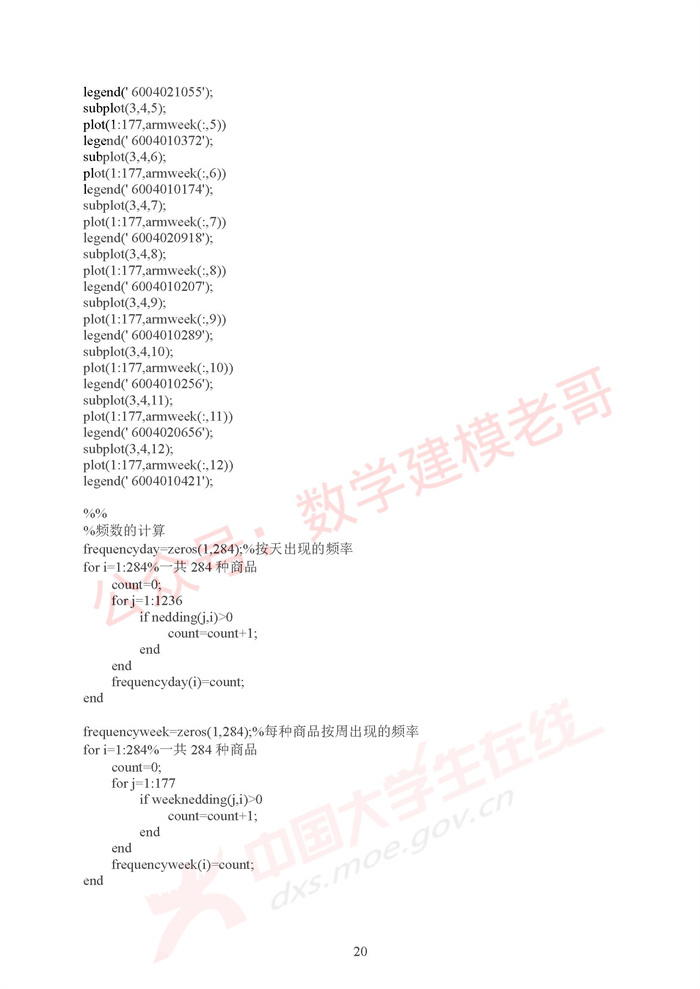 legend(' 6004021055');
subplot(3,4,5);
plot(1:177,armweek(:,5))
legend(' 6004010372');
subplot(3,4,6);
plot(1:177,armweek(:,6))
legend(' 6004010174');
subplot(3,4,7);
plot(1:177,armweek(:,7))
legend(' 6004020918');
subplot(3,4,8);
plot(1:177,armweek(:,8))
legend(' 6004010207');
subplot(3,4,9);
plot(1:177,armweek(:,9))
legend(' 6004010289');
subplot(3,4,10);
plot(1:177,armweek(:,10))
legend(' 6004010256');
subplot(3,4,11);
plot(1:177,armweek(:,11))
legend(' 6004020656');
subplot(3,4,12);
plot(1:177,armweek(:,12))
legend(' 6004010421');
%%
%频数的计算
frequencyday=zeros(1,284);%按天出现的频率
for i=1:284%一共 284 种商品
count=0;
for j=1:1236
if nedding(j,i)>0
count=count+1;
end
end
frequencyday(i)=count;
end
frequencyweek=zeros(1,284);%每种商品按周出现的频率
for i=1:284%一共 284 种商品
count=0;
for j=1:177
if weeknedding(j,i)>0
count=count+1;
end
end
frequencyweek(i)=count;
end
20
公众号：数学建模老哥
中国大学生在线
dxs.moe.gov.cn